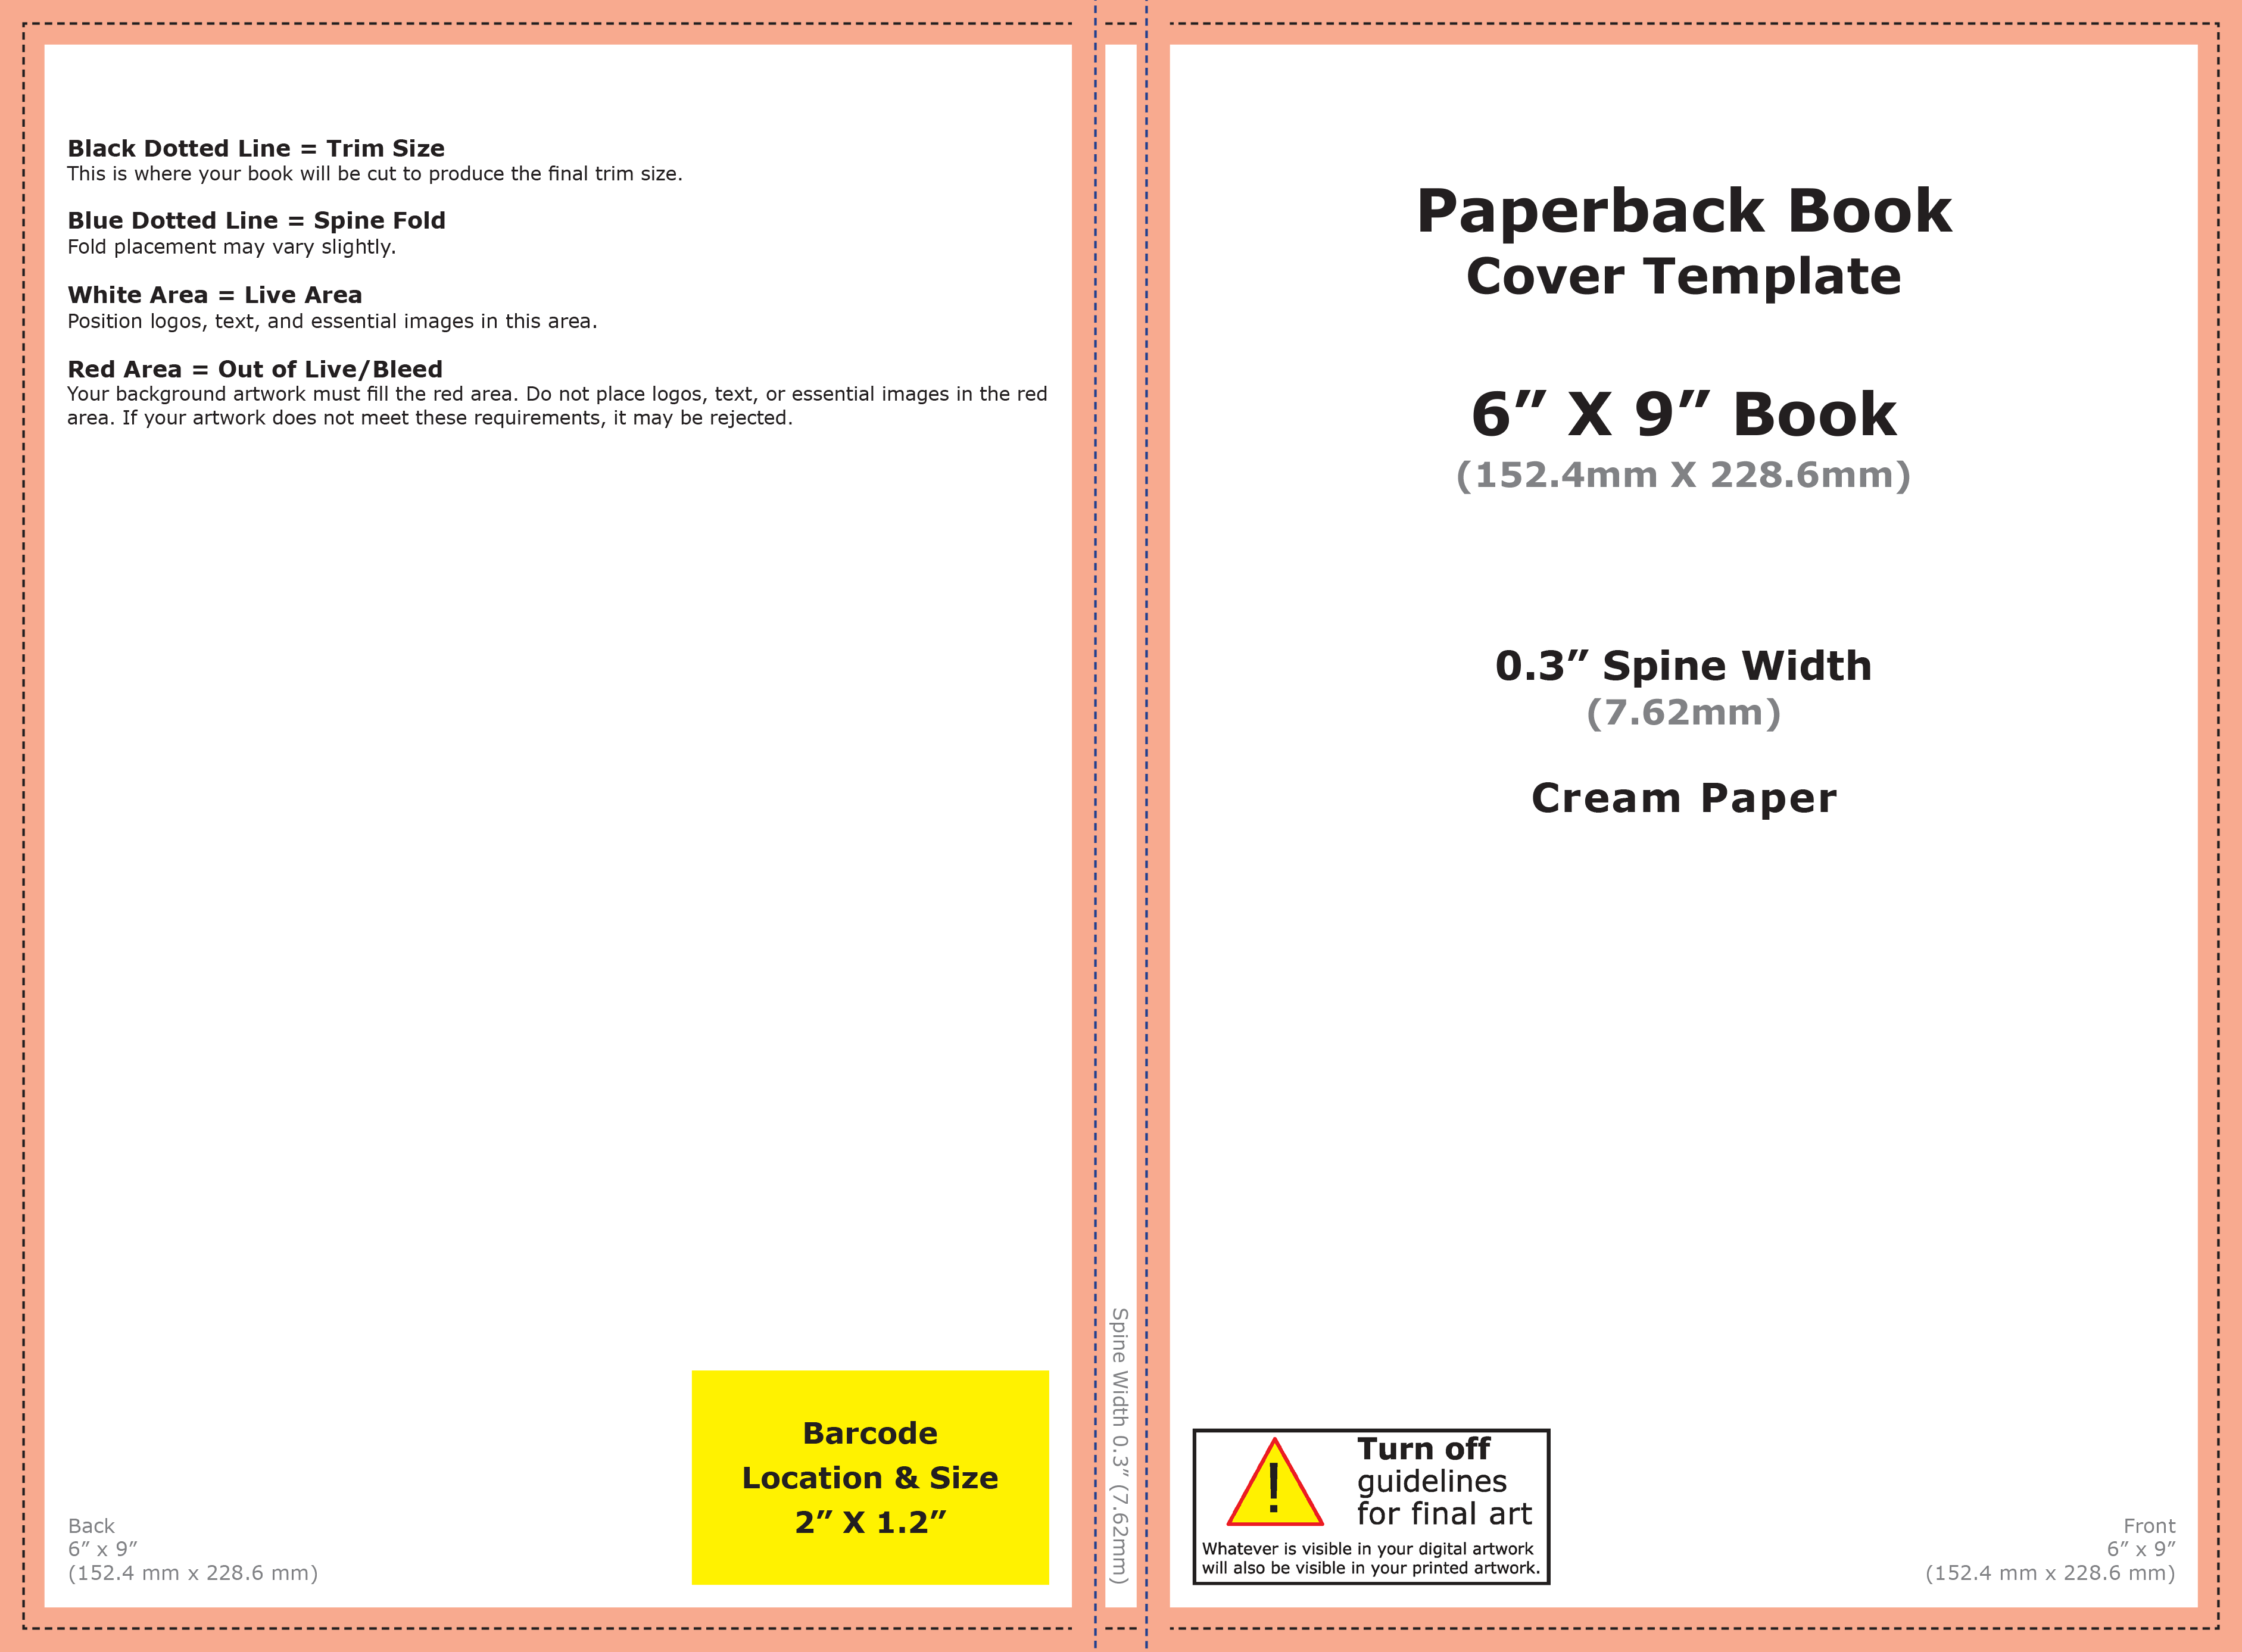 Black Dotted Line = Trim Size
This is where your book will be cut to produce the final trim size.
Blue Dotted Line = Spine Fold
Fold placement may vary slightly.
White Area = Live Area
Position logos, text, and essential images in this area.
Red Area = Out of Live/Bleed
Your background artwork must fill the red area. Do not place logos, text, or essential images in the red
area. If your artwork does not meet these requirements, it may be rejected.
Barcode
Location & Size
2” X 1.2”
Back
6” x 9”
(152.4 mm x 228.6 mm)
Spine Width 0.3” (7.62mm)
Paperback Book
Cover Template
6” X 9” Book
(152.4mm X 228.6mm)
0.3” Spine Width
(7.62mm)
Cream Paper
!
Turn off
guidelines
for final art
Whatever is visible in your digital artwork
will also be visible in your printed artwork.
Front
6” x 9”
(152.4 mm x 228.6 mm)